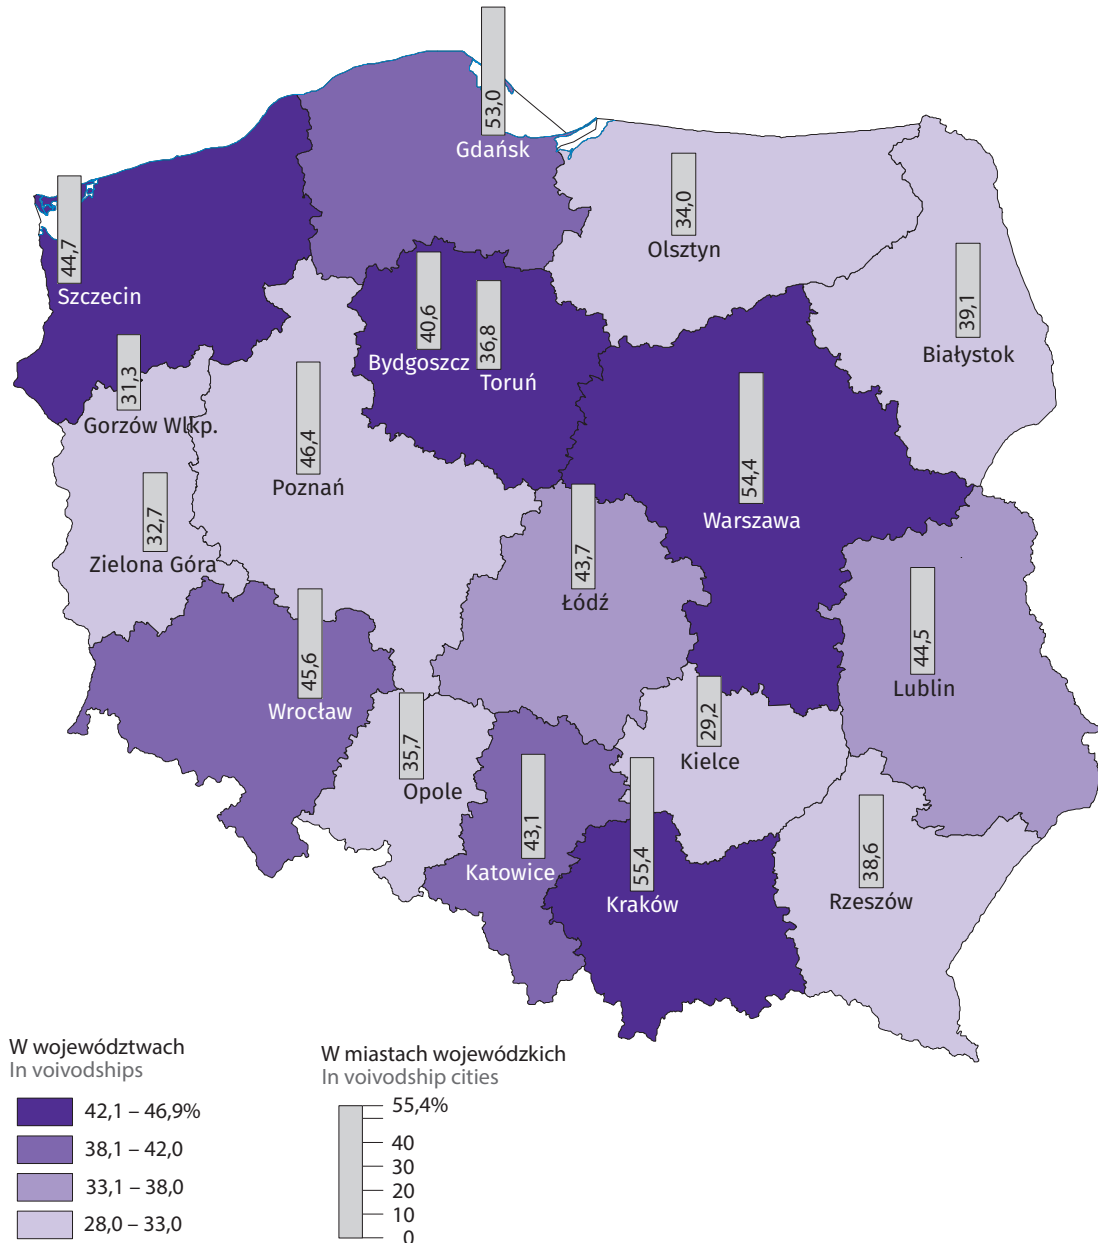 53,0
Gdańsk
34,0
Olsztyn
44,7
Szczecin
39,1
Białystok
40,6
Bydgoszcz
36,8
Toruń
31,3
Gorzów Wlkp.
46,4
Poznań
54,4
Warszawa
32,7
Zielona Góra
43,7
Łódź
44,5
Lublin
45,6
Wrocław
29,2
Kielce
35,7
Opole
43,1
Katowice
55,4
Kraków
38,6
Rzeszów
W województwach
In voivodships
42,1 – 46,9%
38,1 – 42,0
33,1 – 38,0
28,0 – 33,0
W miastach wojewódzkich
In voivodship cities
55,4%
40
30
20
10
0